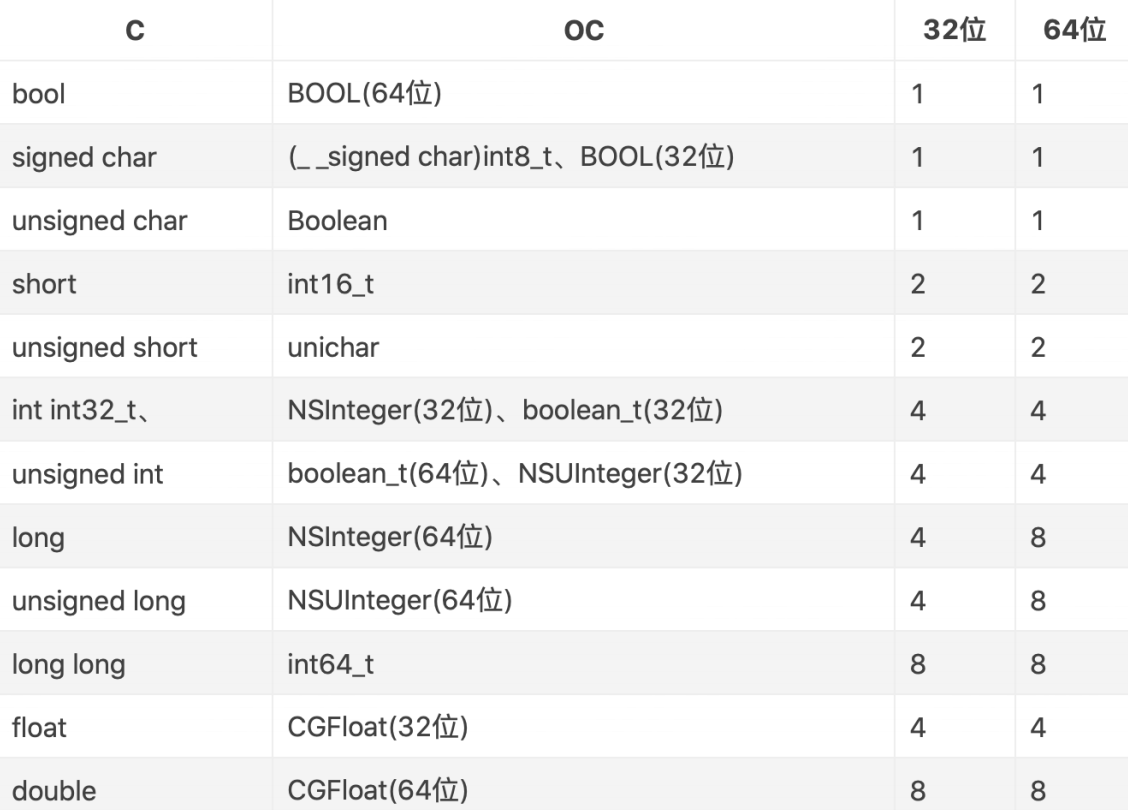 C OC 32位 64位
bool BOOL(64位) 1 1
signed char (_ _signed char)int8_t、BOOL(32位) 1 1
unsigned char Boolean 1 1
short int16_t 2 2
unsigned short unichar 2 2
int int32_t、 NSInteger(32位)、boolean_t(32位) 4 4
unsigned int boolean_t(64位)、NSUInteger(32位) 4 4
long NSInteger(64位) 4 8
unsigned long NSUInteger(64位) 4 8
long long int64_t 8 8
float CGFloat(32位) 4 4
double CGFloat(64位) 8 8